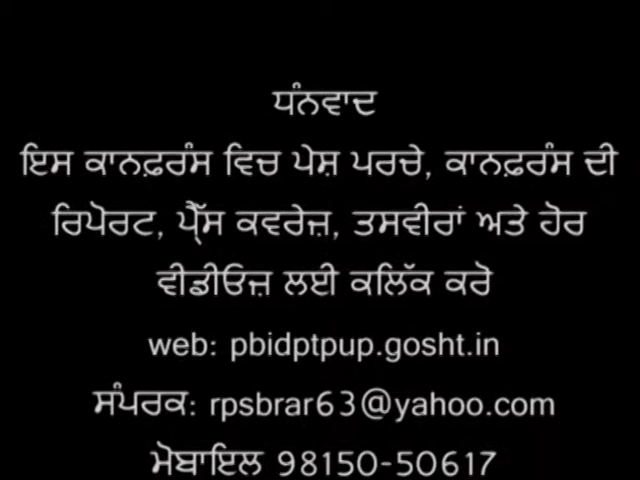 ਧੰਨਵਾਦ
ਇਸ ਕਾਨਫ਼ਰੰਸ ਵਿਚ ਪੇਸ਼ ਪਰਚੇ, ਕਾਨਫ਼ਰੰਸ ਦੀ
ਰਿਪੋਰਟ, ਪ੍ਰੈੱਸ ਕਵਰੇਜ਼, ਤਸਵੀਰਾਂ ਅਤੇ ਹੋਰ
ਵੀਡੀਓਜ਼ ਲਈ ਕਲਿੱਕ ਕਰੋ
web: pbidptpup.gosht.in
ਸੰਪਰਕ: rpsbrar63@yahoo.com
ਮੋਬਾਇਲ 98150-50617